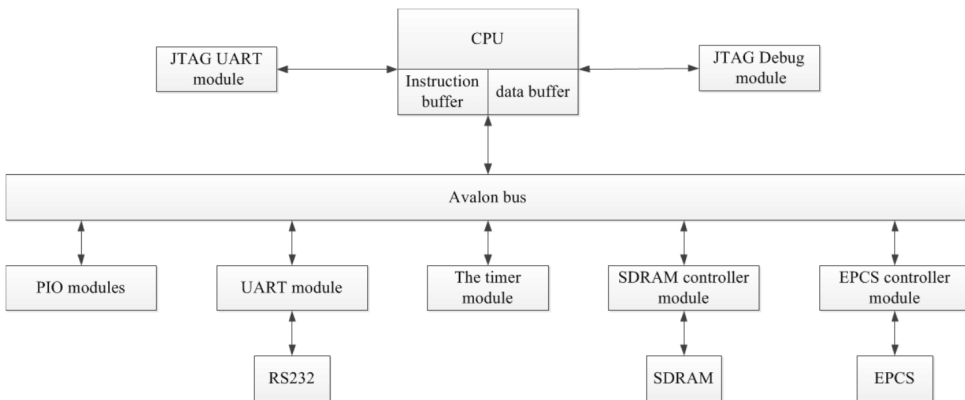 CPU
JTAG UART
module
JTAG Debug
module
Instruction
buffer
data buffer
Avalon bus
PIO modules
UART module
The timer
module
SDRAM controller
module
EPCS controller
module
RS232
SDRAM
EPCS